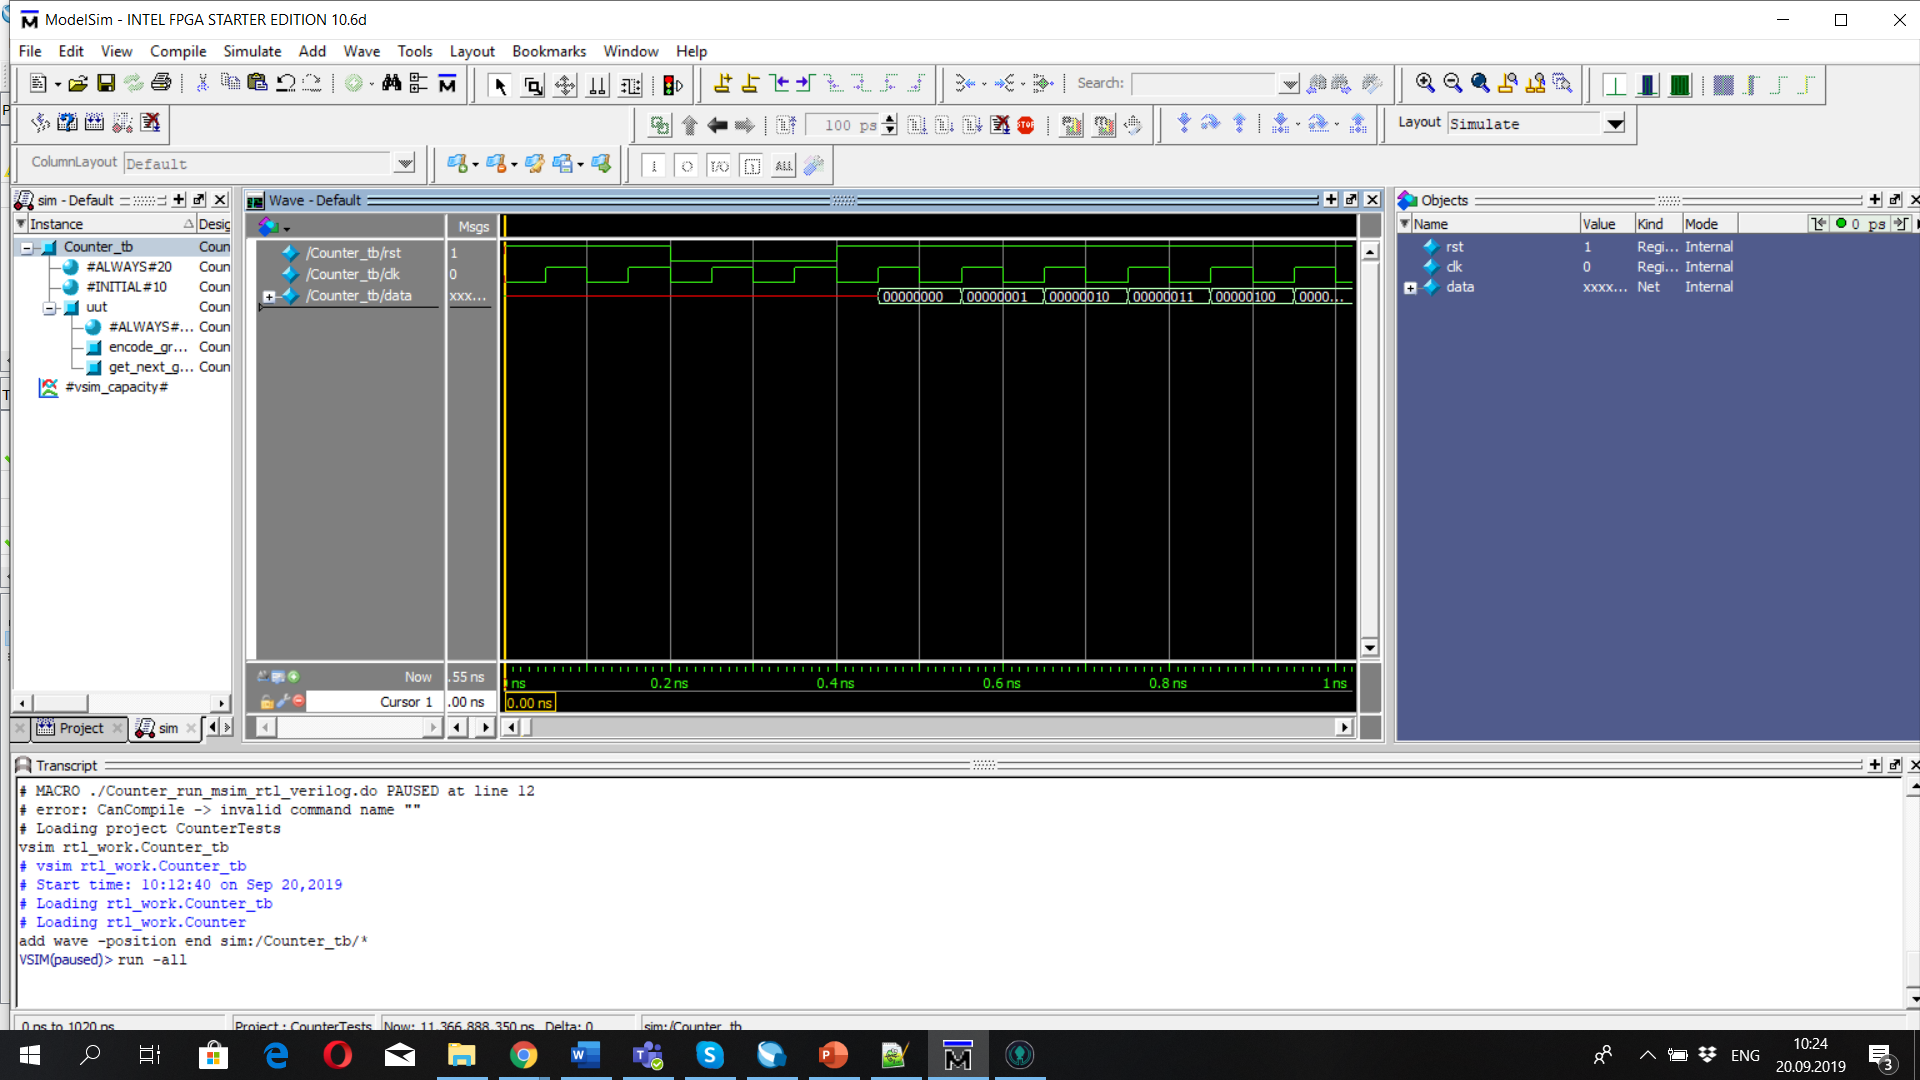 ModelSim - INTEL FPGA STARTER EDITION 10.6d
File Edit View Compile Simulate Add Wave Tools Layout Bookmarks Window Help
Search:
100 ps
Layout Simulate
ColumnLayout Default
sim - Default
Instance Desig
Counter_tb Coun
#ALWAYS#20 Coun
#INITIAL#10 Coun
uut Coun
#ALWAYS#... Coun
encode_gr... Coun
get_next_g... Coun
#vsim_capacity#
Project sim
Wave - Default
Msgs
/Counter_tb/rst 1
/Counter_tb/clk 0
/Counter_tb/data xxx...
00000000 00000001 00000010 00000011 00000100 0000...
Now .55 ns
ns 0.2 ns 0.4 ns 0.6 ns 0.8 ns 1 ns
Cursor 1 .00 ns
0.00 ns
Objects
Name Value Kind Mode 0 ps
rst 1 Regi... Internal
clk 0 Regi... Internal
data xxxx... Net Internal
Transcript
# MACRO ./Counter_run_msim_rtl_verilog.do PAUSED at line 12
# error: CanCompile -> invalid command name ""
# Loading project CounterTests
vsim rtl_work.Counter_tb
# vsim rtl_work.Counter_tb
# Start time: 10:12:40 on Sep 20,2019
# Loading rtl_work.Counter_tb
# Loading rtl_work.Counter
add wave -position end sim:/Counter_tb/*
VSIM(paused)> run -all
0 ps to 1020 ps Project : CounterTests Now: 11,366,888,350 ps Delta: 0 sim:/Counter_tb
ENG
10:24
20.09.2019
3